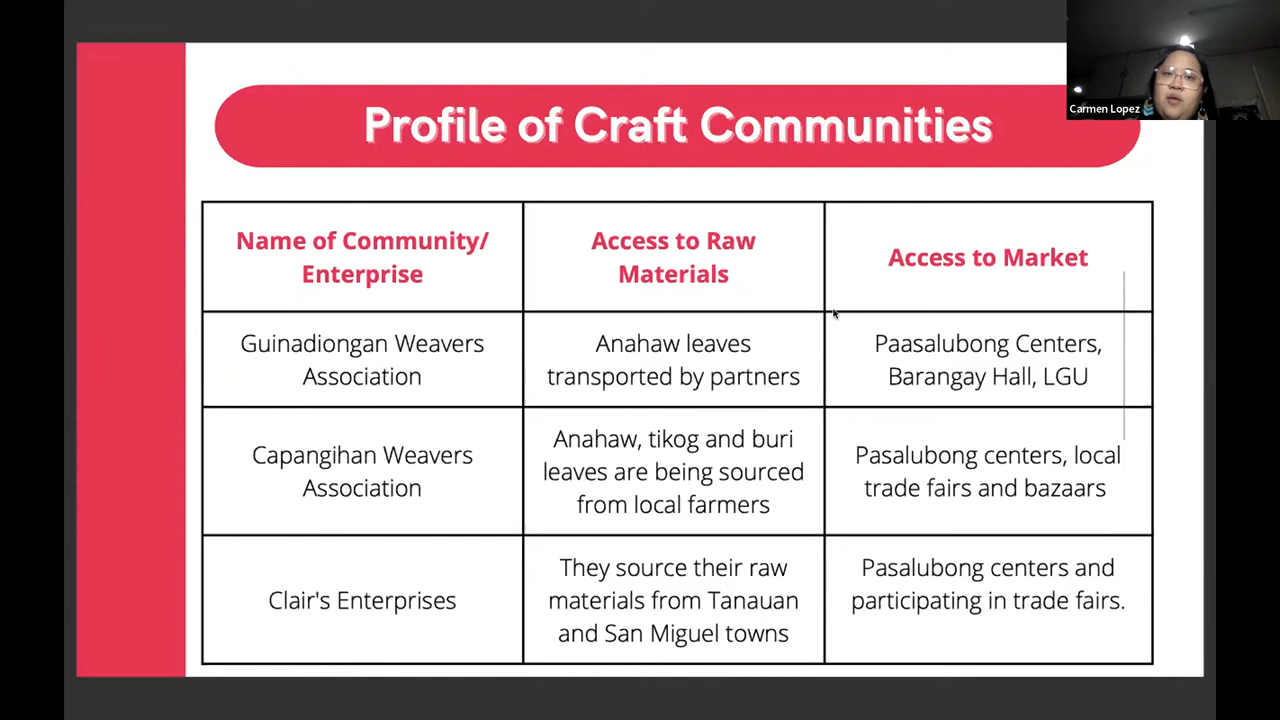 Profile of Craft Communities
Carmen Lopez
Name of Community/
Enterprise
Access to Raw
Materials
Access to Market
Guinadiongan Weavers
Association
Anahaw leaves
transported by partners
Paasalubong Centers,
Barangay Hall, LGU
Capangihan Weavers
Association
Anahaw, tikog and buri
leaves are being sourced
from local farmers
Pasalubong centers, local
trade fairs and bazaars
Clair's Enterprises
They source their raw
materials from Tanauan
and San Miguel towns
Pasalubong centers and
participating in trade fairs.